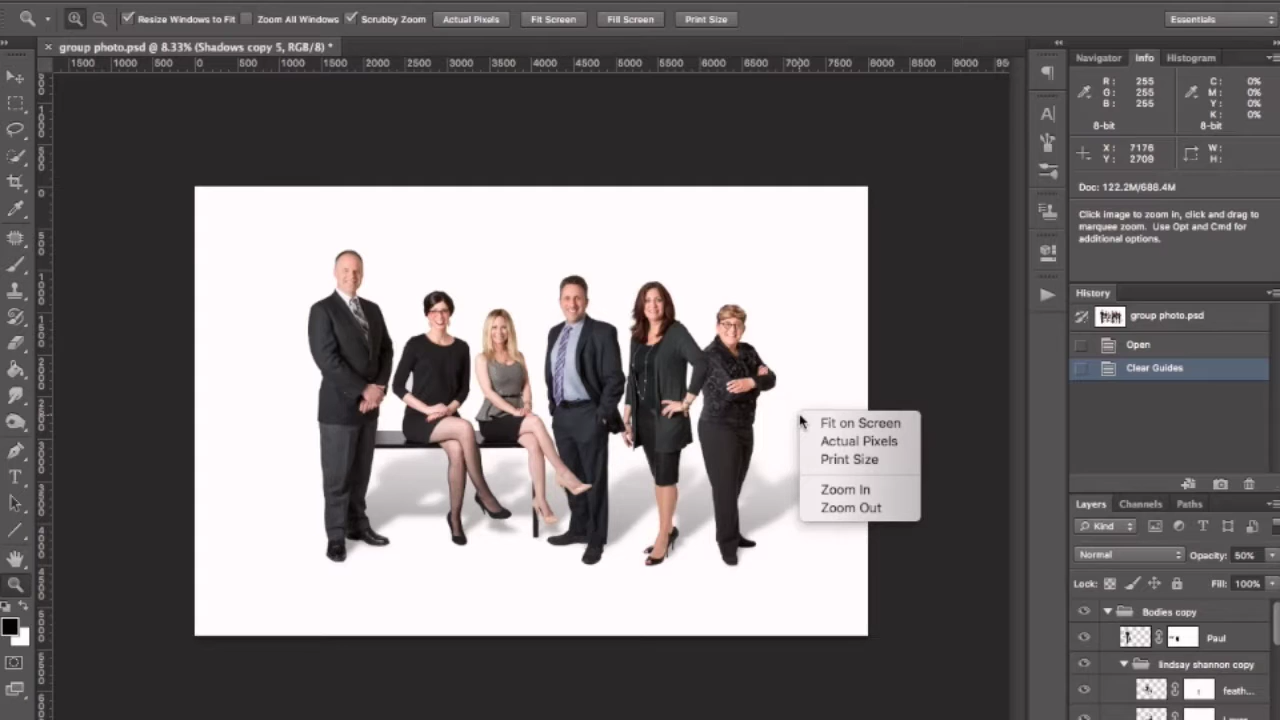 Resize Windows to Fit Zoom All Windows Scrubby Zoom Actual Pixels Fit Screen Fill Screen Print Size Essentials
group photo.psd @ 8.33% (Shadows copy 5, RGB/8) *
1500 1000 500 0 500 1000 1500 2000 2500 3000 3500 4000 4500 5000 5500 6000 6500 7000 7500 8000 8500 9000
Navigator Info Histogram
R: 255 C: 0%
G: 255 M: 0%
B: 255 Y: 0%
K: 0%
8-bit 8-bit
X: 7176 W:
Y: 2709 H:
Doc: 122.2M/688.4M
Click image to zoom in, click and drag to
marquee zoom. Use Opt and Cmd for
additional options.
History
group photo.psd
Open
Clear Guides
Fit on Screen
Actual Pixels
Print Size
Zoom In
Zoom Out
Layers Channels Paths
Kind
Normal Opacity: 50%
Lock: Fill: 100%
Bodies copy
Paul
lindsay shannon copy
feath...